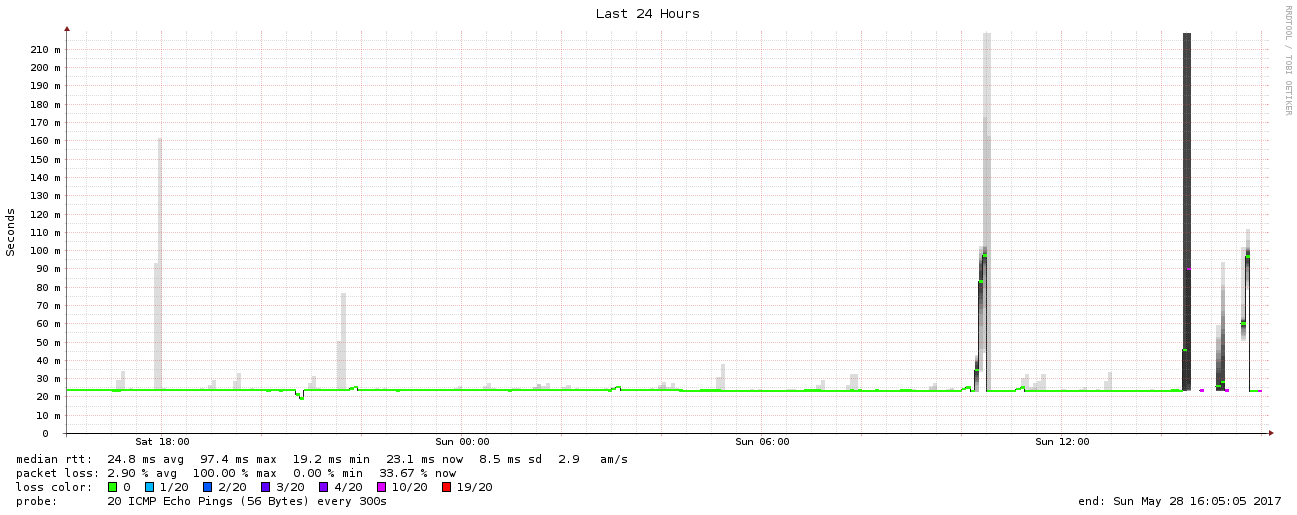 Last 24 Hours
RRDTOOL / TOBI OETIKER
Seconds
210 m
200 m
190 m
180 m
170 m
160 m
150 m
140 m
130 m
120 m
110 m
100 m
90 m
80 m
70 m
60 m
50 m
40 m
30 m
20 m
10 m
0
Sat 18:00 Sun 00:00 Sun 06:00 Sun 12:00
median rtt: 24.8 ms avg 97.4 ms max 19.2 ms min 23.1 ms now 8.5 ms sd 2.9 am/s
packet loss: 2.90 % avg 100.00 % max 0.00 % min 33.67 % now
loss color: 0 1/20 2/20 3/20 4/20 10/20 19/20
probe: 20 ICMP Echo Pings (56 Bytes) every 300s end: Sun May 28 16:05:05 2017